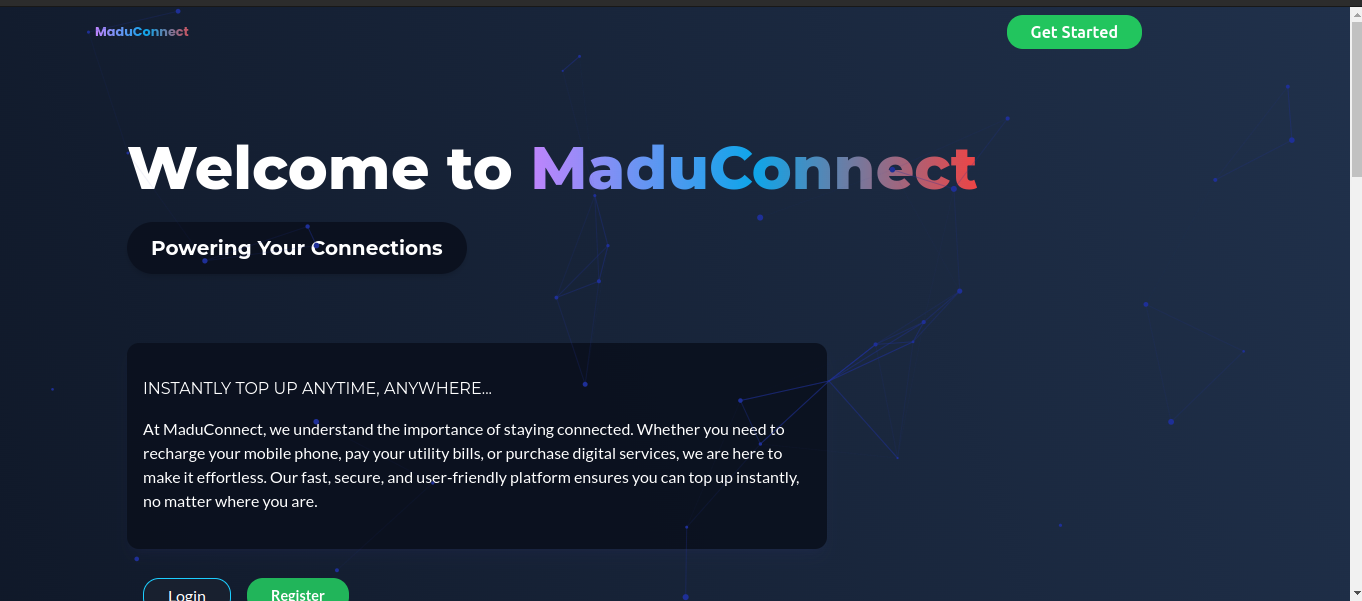 MaduConnect
Get Started
Welcome to MaduConnect
Powering Your Connections
INSTANTLY TOP UP ANYTIME, ANYWHERE...
At MaduConnect, we understand the importance of staying connected. Whether you need to
recharge your mobile phone, pay your utility bills, or purchase digital services, we are here to
make it effortless. Our fast, secure, and user-friendly platform ensures you can top up instantly,
no matter where you are.
Login
Register